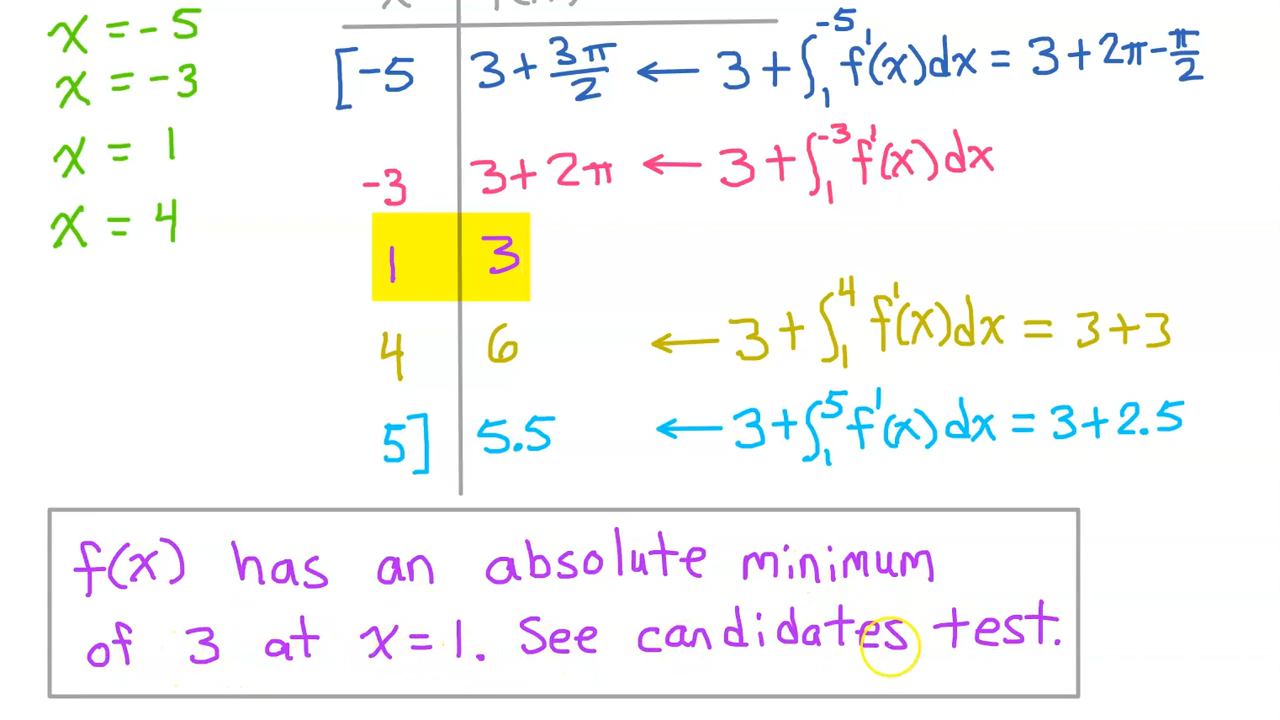 x = -5
x = -3
x = 1
x = 4
[-5 3 + 3π/2 ← 3 + ∫₁⁻⁵ f'(x)dx = 3 + 2π - π/2
-3 3 + 2π ← 3 + ∫₁⁻³ f'(x)dx
1 3
4 6 ← 3 + ∫₁⁴ f'(x)dx = 3 + 3
5] 5.5 ← 3 + ∫₁⁵ f'(x)dx = 3 + 2.5
f(x) has an absolute minimum
of 3 at x = 1. See candidates test.